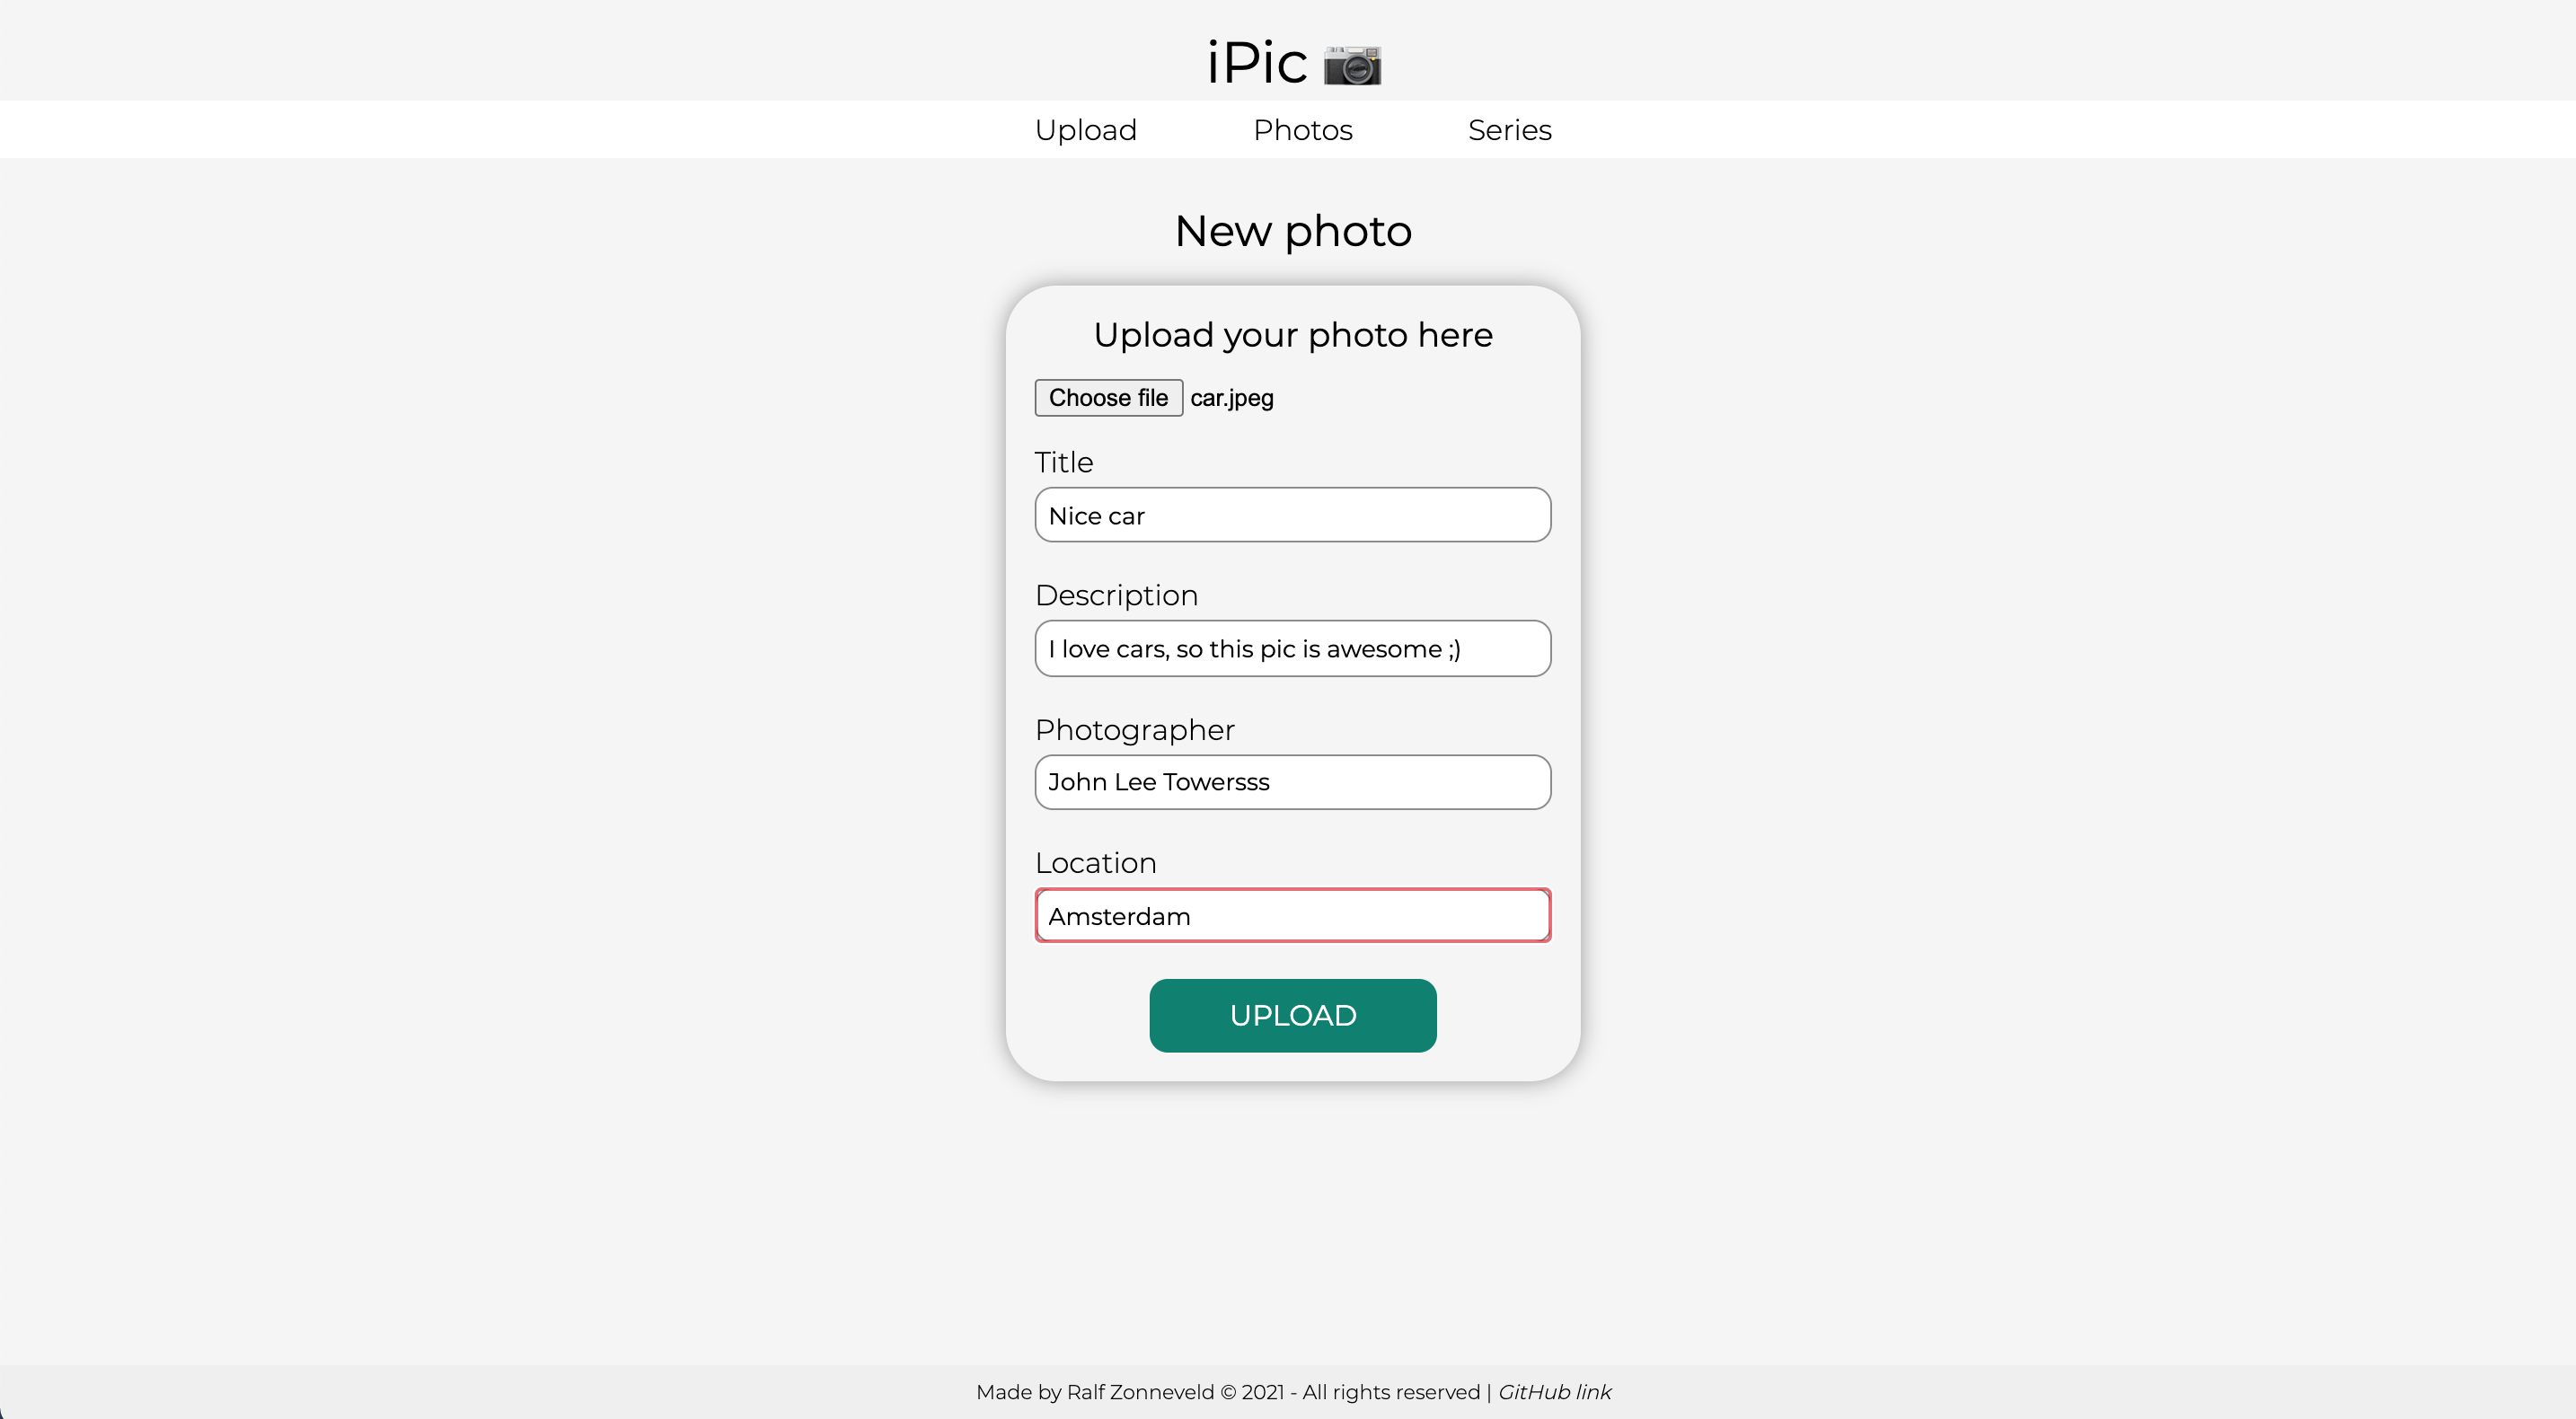 iPic
Upload Photos Series
New photo
Upload your photo here
Choose file car.jpeg
Title
Nice car
Description
I love cars, so this pic is awesome ;)
Photographer
John Lee Towersss
Location
Amsterdam
UPLOAD
Made by Ralf Zonneveld © 2021 - All rights reserved | GitHub link